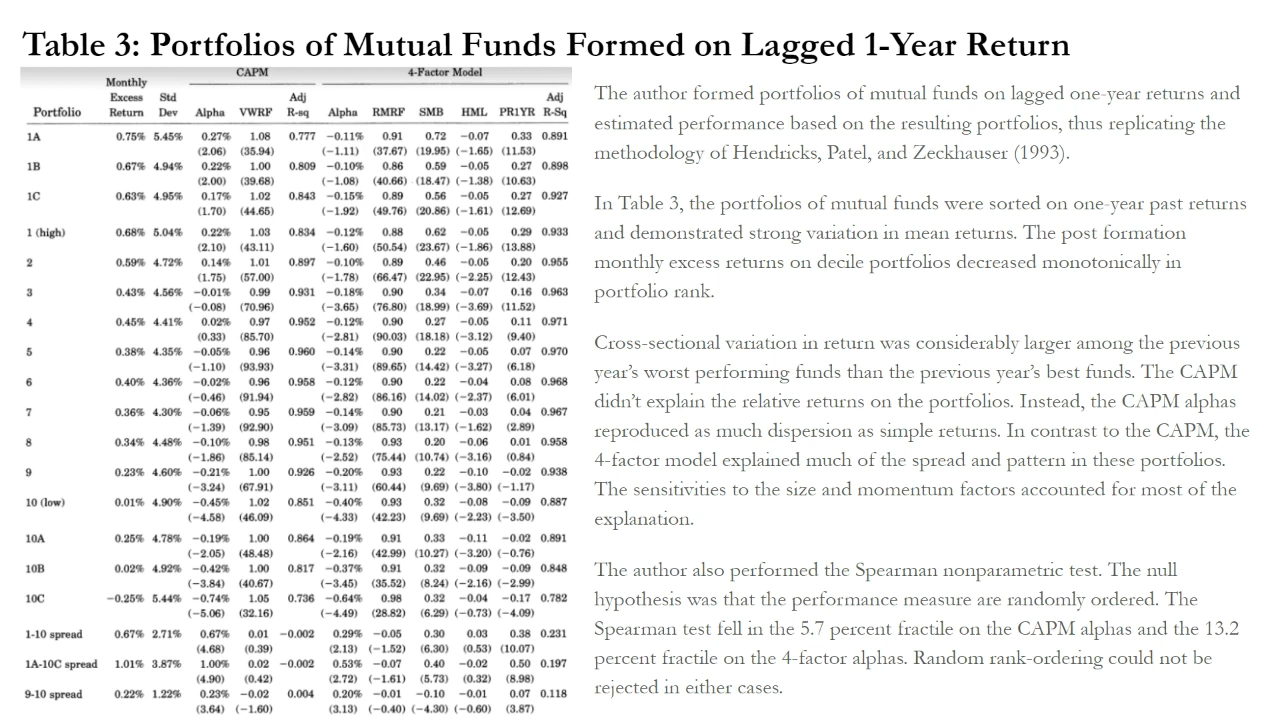 Table 3: Portfolios of Mutual Funds Formed on Lagged 1-Year Return
CAPM 4-Factor Model
Monthly
Excess Std Adj Adj
Portfolio Return Dev Alpha VWRF R-sq Alpha RMRF SMB HML PR1YR R-Sq
1A 0.75% 5.45% 0.27% 1.08 0.777 −0.11% 0.91 0.72 −0.07 0.33 0.891
(2.06) (35.94) (−1.11) (37.67) (19.95) (−1.65) (11.53)
1B 0.67% 4.94% 0.22% 1.00 0.809 −0.10% 0.86 0.59 −0.05 0.27 0.898
(2.00) (39.68) (−1.08) (40.66) (18.47) (−1.38) (10.63)
1C 0.63% 4.95% 0.17% 1.02 0.843 −0.15% 0.89 0.56 −0.05 0.27 0.927
(1.70) (44.65) (−1.92) (49.76) (20.86) (−1.61) (12.69)
1 (high) 0.68% 5.04% 0.22% 1.03 0.834 −0.12% 0.88 0.62 −0.05 0.29 0.933
(2.10) (43.11) (−1.60) (50.54) (23.67) (−1.86) (13.88)
2 0.59% 4.72% 0.14% 1.01 0.897 −0.10% 0.89 0.46 −0.05 0.20 0.955
(1.75) (57.00) (−1.78) (66.47) (22.95) (−2.25) (12.43)
3 0.43% 4.56% −0.01% 0.99 0.931 −0.18% 0.90 0.34 −0.07 0.16 0.963
(−0.08) (70.96) (−3.65) (76.80) (18.99) (−3.69) (11.52)
4 0.45% 4.41% 0.02% 0.97 0.952 −0.12% 0.90 0.27 −0.05 0.11 0.971
(0.33) (85.70) (−2.81) (90.03) (18.18) (−3.12) (9.40)
5 0.38% 4.35% −0.05% 0.96 0.960 −0.14% 0.90 0.22 −0.05 0.07 0.970
(−1.10) (93.93) (−3.31) (89.65) (14.42) (−3.27) (6.18)
6 0.40% 4.36% −0.02% 0.96 0.958 −0.12% 0.90 0.22 −0.04 0.08 0.968
(−0.46) (91.94) (−2.82) (86.16) (14.02) (−2.37) (6.01)
7 0.36% 4.30% −0.06% 0.95 0.959 −0.14% 0.90 0.21 −0.03 0.04 0.967
(−1.39) (92.90) (−3.09) (85.73) (13.17) (−1.62) (2.89)
8 0.34% 4.48% −0.10% 0.98 0.951 −0.13% 0.93 0.20 −0.06 0.01 0.958
(−1.86) (85.14) (−2.52) (75.44) (10.74) (−3.16) (0.84)
9 0.23% 4.60% −0.21% 1.00 0.926 −0.20% 0.93 0.22 −0.10 −0.02 0.938
(−3.24) (67.91) (−3.11) (60.44) (9.69) (−3.80) (−1.17)
10 (low) 0.01% 4.90% −0.45% 1.02 0.851 −0.40% 0.93 0.32 −0.08 −0.09 0.887
(−4.58) (46.09) (−4.33) (42.23) (9.69) (−2.23) (−3.50)
10A 0.25% 4.78% −0.19% 1.00 0.864 −0.19% 0.91 0.33 −0.11 −0.02 0.891
(−2.05) (48.48) (−2.16) (42.99) (10.27) (−3.20) (−0.76)
10B 0.02% 4.92% −0.42% 1.00 0.817 −0.37% 0.91 0.32 −0.09 −0.09 0.848
(−3.84) (40.67) (−3.45) (35.52) (8.24) (−2.16) (−2.99)
10C −0.25% 5.44% −0.74% 1.05 0.736 −0.64% 0.98 0.32 −0.04 −0.17 0.782
(−5.06) (32.16) (−4.49) (28.82) (6.29) (−0.73) (−4.09)
1-10 spread 0.67% 2.71% 0.67% 0.01 −0.002 0.29% −0.05 0.30 0.03 0.38 0.231
(4.68) (0.39) (2.13) (−1.52) (6.30) (0.53) (10.07)
1A-10C spread 1.01% 3.87% 1.00% 0.02 −0.002 0.53% −0.07 0.40 −0.02 0.50 0.197
(4.90) (0.42) (2.72) (−1.61) (5.73) (0.32) (8.98)
9-10 spread 0.22% 1.22% 0.23% −0.02 0.004 0.20% −0.01 −0.10 −0.01 0.07 0.118
(3.64) (−1.60) (3.13) (−0.40) (−4.30) (−0.60) (3.87)
The author formed portfolios of mutual funds on lagged one-year returns and
estimated performance based on the resulting portfolios, thus replicating the
methodology of Hendricks, Patel, and Zeckhauser (1993).
In Table 3, the portfolios of mutual funds were sorted on one-year past returns
and demonstrated strong variation in mean returns. The post formation
monthly excess returns on decile portfolios decreased monotonically in
portfolio rank.
Cross-sectional variation in return was considerably larger among the previous
year's worst performing funds than the previous year's best funds. The CAPM
didn't explain the relative returns on the portfolios. Instead, the CAPM alphas
reproduced as much dispersion as simple returns. In contrast to the CAPM, the
4-factor model explained much of the spread and pattern in these portfolios.
The sensitivities to the size and momentum factors accounted for most of the
explanation.
The author also performed the Spearman nonparametric test. The null
hypothesis was that the performance measure are randomly ordered. The
Spearman test fell in the 5.7 percent fractile on the CAPM alphas and the 13.2
percent fractile on the 4-factor alphas. Random rank-ordering could not be
rejected in either cases.